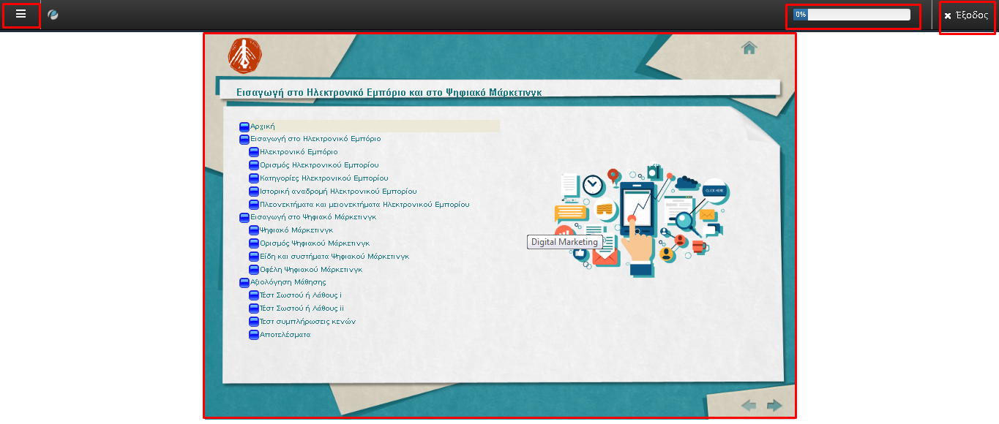 0%
Έξοδος
Εισαγωγή στο Ηλεκτρονικό Εμπόριο και στο Ψηφιακό Μάρκετινγκ
Αρχική
Εισαγωγή στο Ηλεκτρονικό Εμπόριο
Ηλεκτρονικό Εμπόριο
Ορισμός Ηλεκτρονικού Εμπορίου
Κατηγορίες Ηλεκτρονικού Εμπορίου
Ιστορική αναδρομή Ηλεκτρονικού Εμπορίου
Πλεονεκτήματα και μειονεκτήματα Ηλεκτρονικού Εμπορίου
Εισαγωγή στο Ψηφιακό Μάρκετινγκ
Ψηφιακό Μάρκετινγκ
Ορισμός Ψηφιακού Μάρκετινγκ
Είδη και συστήματα Ψηφιακού Μάρκετινγκ
Οφέλη Ψηφιακού Μάρκετινγκ
Αξιολόγηση Μάθησης
Τέστ Σωστού ή Λάθους i
Τέστ Σωστού ή Λάθους ii
Τεστ συμπλήρωσεις κενών
Αποτελέσματα
CLICK HERE
Digital Marketing